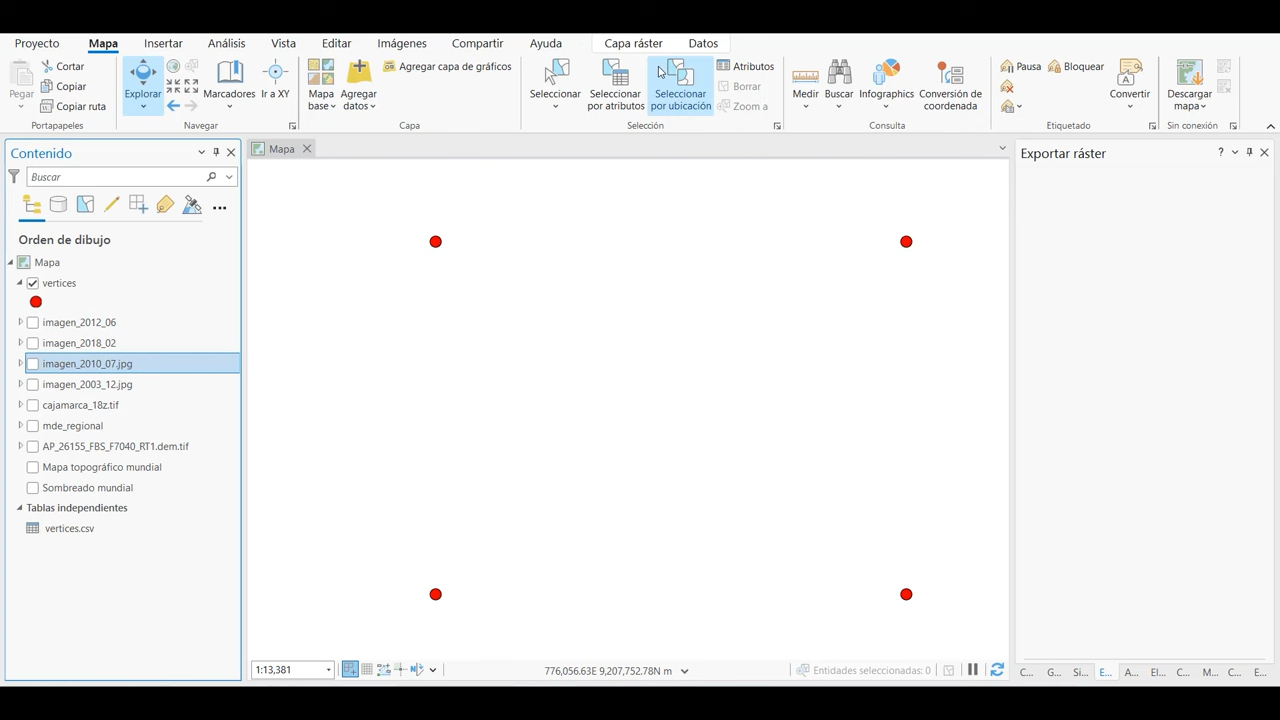 Proyecto Mapa Insertar Análisis Vista Editar Imágenes Compartir Ayuda Capa ráster Datos
Pegar
Cortar
Copiar
Copiar ruta
Portapapeles
Explorar
Marcadores
Ir a XY
Navegar
Mapa base
Agregar datos
Agregar capa de gráficos
Capa
Seleccionar
Seleccionar por atributos
Seleccionar por ubicación
Atributos
Borrar
Zoom a
Selección
Medir
Buscar
Infographics
Conversión de coordenada
Consulta
Pausa
Bloquear
Convertir
Etiquetado
Descargar mapa
Sin conexión
Contenido
Buscar
Orden de dibujo
Mapa
vertices
imagen_2012_06
imagen_2018_02
imagen_2010_07.jpg
imagen_2003_12.jpg
cajamarca_18z.tif
mde_regional
AP_26155_FBS_F7040_RT1.dem.tif
Mapa topográfico mundial
Sombreado mundial
Tablas independientes
vertices.csv
Mapa
1:13,381
776,056.63E 9,207,752.78N m
Entidades seleccionadas: 0
Exportar ráster
C... G... Si... E... A... El... C... M... C... E...